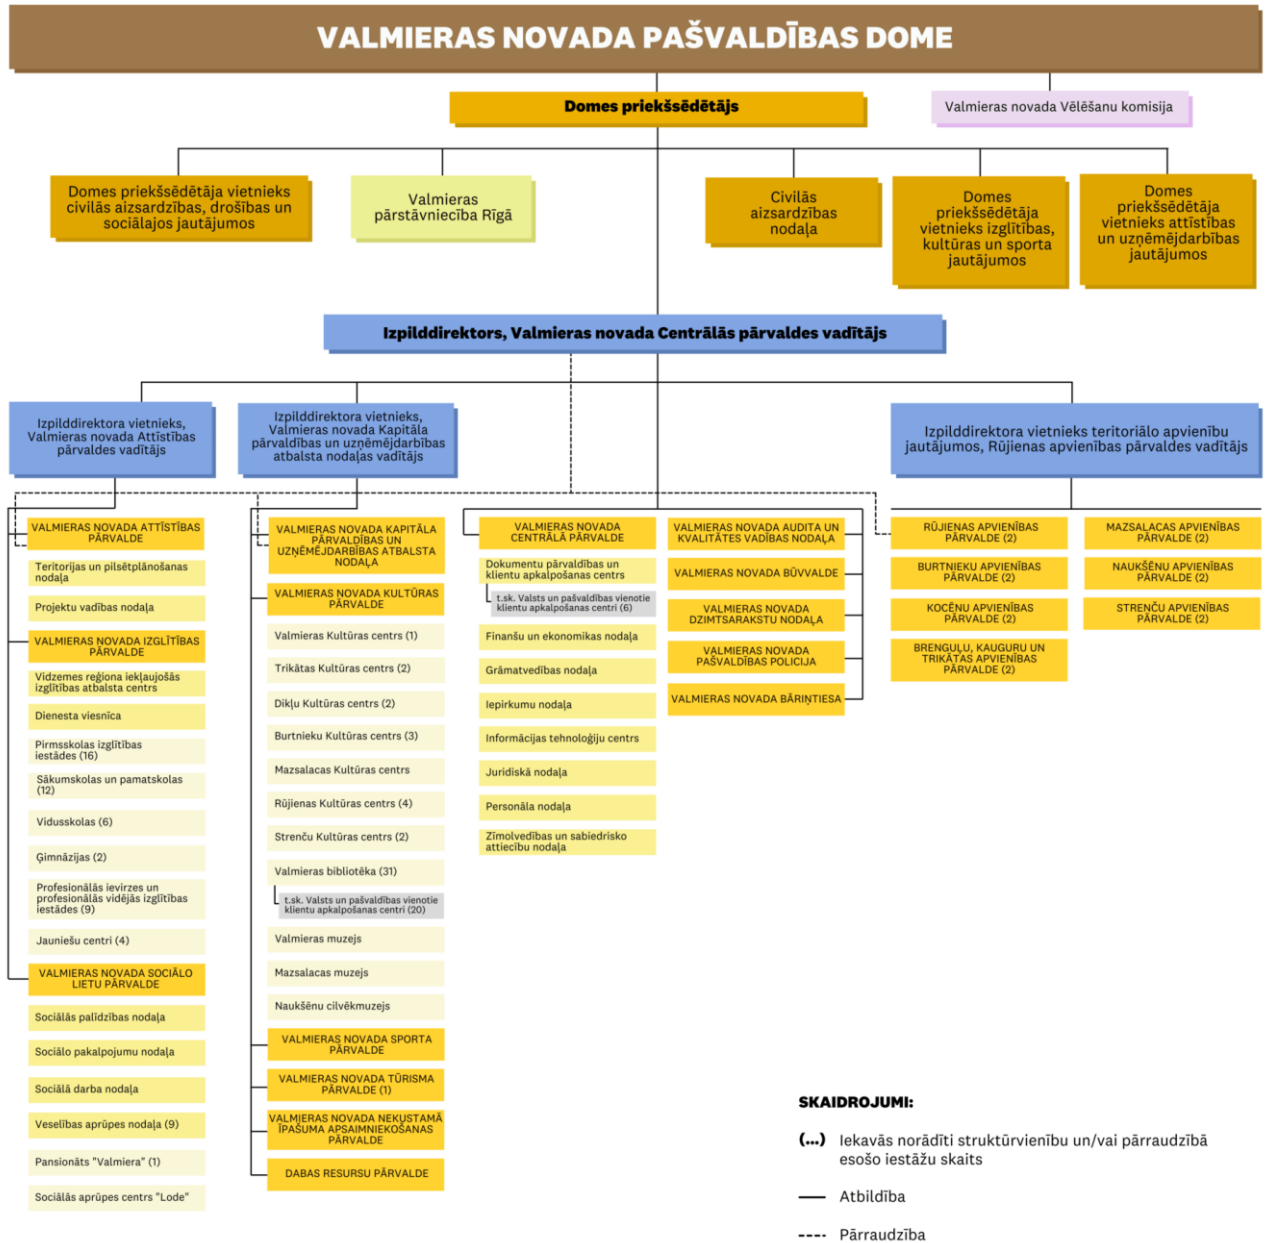 VALMIERAS NOVADA PAŠVALDĪBAS DOME
Domes priekšsēdētājs
Valmieras novada Vēlēšanu komisija
Domes priekšsēdētāja vietnieks
civilās aizsardzības, drošības un
sociālajos jautājumos
Valmieras
pārstāvniecība Rīgā
Civilās
aizsardzības
nodaļa
Domes
priekšsēdētāja
vietnieks izglītības,
kultūras un sporta
jautājumos
Domes
priekšsēdētāja
vietnieks attīstības
un uzņēmējdarbības
jautājumos
Izpilddirektors, Valmieras novada Centrālās pārvaldes vadītājs
Izpilddirektora vietnieks,
Valmieras novada Attīstības
pārvaldes vadītājs
Izpilddirektora vietnieks,
Valmieras novada Kapitāla
pārvaldības un uzņēmējdarbības
atbalsta nodaļas vadītājs
Izpilddirektora vietnieks teritoriālo apvienību
jautājumos, Rūjienas apvienības pārvaldes vadītājs
VALMIERAS NOVADA ATTĪSTĪBAS
PĀRVALDE
Teritorijas un pilsētplānošanas
nodaļa
Projektu vadības nodaļa
VALMIERAS NOVADA IZGLĪTĪBAS
PĀRVALDE
Vidzemes reģiona iekļaujošās
izglītības atbalsta centrs
Dienesta viesnīca
Pirmsskolas izglītības
iestādes (16)
Sākumskolas un pamatskolas
(12)
Vidusskolas (6)
Ģimnāzijas (2)
Profesionālās ievirzes un
profesionālās vidējās izglītības
iestādes (9)
Jauniešu centri (4)
VALMIERAS NOVADA SOCIĀLO
LIETU PĀRVALDE
Sociālās palīdzības nodaļa
Sociālo pakalpojumu nodaļa
Sociālā darba nodaļa
Veselības aprūpes nodaļa (9)
Pansionāts "Valmiera" (1)
Sociālās aprūpes centrs "Lode"
VALMIERAS NOVADA KAPITĀLA
PĀRVALDĪBAS UN
UZŅĒMĒJDARBĪBAS ATBALSTA
NODAĻA
VALMIERAS NOVADA KULTŪRAS
PĀRVALDE
Valmieras Kultūras centrs (1)
Trikātas Kultūras centrs (2)
Dikļu Kultūras centrs (2)
Burtnieku Kultūras centrs (3)
Mazsalacas Kultūras centrs
Rūjienas Kultūras centrs (4)
Strenču Kultūras centrs (2)
Valmieras bibliotēka (31)
t.sk. Valsts un pašvaldības vienotie
klientu apkalpošanas centri (20)
Valmieras muzejs
Mazsalacas muzejs
Naukšēnu cilvēkmuzejs
VALMIERAS NOVADA SPORTA
PĀRVALDE
VALMIERAS NOVADA TŪRISMA
PĀRVALDE (1)
VALMIERAS NOVADA NEKUSTAMĀ
ĪPAŠUMA APSAIMNIEKOŠANAS
PĀRVALDE
DABAS RESURSU PĀRVALDE
VALMIERAS NOVADA
CENTRĀLĀ PĀRVALDE
Dokumentu pārvaldības un
klientu apkalpošanas centrs
t.sk. Valsts un pašvaldības vienotie
klientu apkalpošanas centri (6)
Finanšu un ekonomikas nodaļa
Grāmatvedības nodaļa
Iepirkumu nodaļa
Informācijas tehnoloģiju centrs
Juridiskā nodaļa
Personāla nodaļa
Zīmolvedības un sabiedrisko
attiecību nodaļa
VALMIERAS NOVADA AUDITA UN
KVALITĀTES VADĪBAS NODAĻA
VALMIERAS NOVADA BŪVVALDE
VALMIERAS NOVADA
DZIMTSARAKSTU NODAĻA
VALMIERAS NOVADA
PAŠVALDĪBAS POLICIJA
VALMIERAS NOVADA BĀRIŅTIESA
RŪJIENAS APVIENĪBAS
PĀRVALDE (2)
BURTNIEKU APVIENĪBAS
PĀRVALDE (2)
KOCĒNU APVIENĪBAS
PĀRVALDE (2)
BRENGUĻU, KAUGURU UN
TRIKĀTAS APVIENĪBAS
PĀRVALDE (2)
MAZSALACAS APVIENĪBAS
PĀRVALDE (2)
NAUKŠĒNU APVIENĪBAS
PĀRVALDE (2)
STRENČU APVIENĪBAS
PĀRVALDE (2)
SKAIDROJUMI:
(...) Iekavās norādīti struktūrvienību un/vai pārraudzībā
esošo iestāžu skaits
Atbildība
Pārraudzība